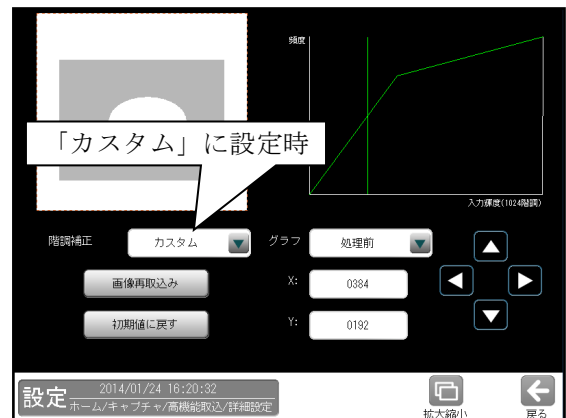 頻度
「カスタム」に設定時
入力輝度(1024階調)
階調補正
カスタム
グラフ
処理前
画像再取込み
X:
0384
初期値に戻す
Y:
0192
設定
2014/01/24 16:20:32
ホーム/キャプチャ/高機能取込/詳細設定
拡大縮小
戻る